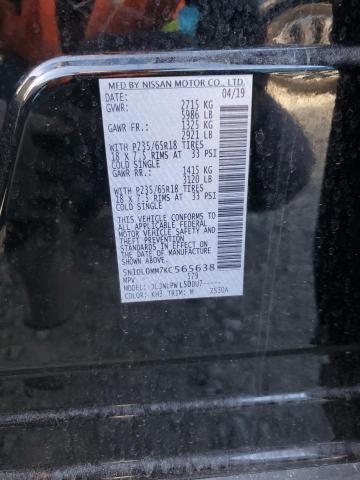 MFD BY NISSAN MOTOR CO., LTD.
DATE: 04/19
GVWR: 2715 KG
5986 LB
GAWR FR.: 1325 KG
2921 LB
WITH P235/65R18 TIRES
18 X 7.5 RIMS AT 33 PSI
COLD SINGLE
GAWR RR.: 1415 KG
3120 LB
WITH P235/65R18 TIRES
18 X 7.5 RIMS AT 33 PSI
COLD SINGLE
THIS VEHICLE CONFORMS TO ALL APPLICABLE
FEDERAL MOTOR VEHICLE SAFETY
STANDARDS IN EFFECT ON THE DATE OF
MANUFACTURE SHOWN ABOVE.
5N1DL0MM7KC565638
MPV 579
MODEL: JLJNLPWL50DU7-----
COLOR: KH3 TRIM: M 2530A